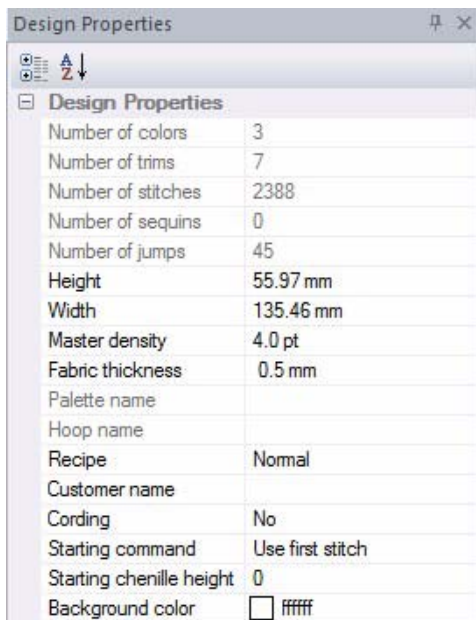 Design Properties
A Z
Design Properties
Number of colors 3
Number of trims 7
Number of stitches 2388
Number of sequins 0
Number of jumps 45
Height 55.97 mm
Width 135.46 mm
Master density 4.0 pt
Fabric thickness 0.5 mm
Palette name
Hoop name
Recipe Normal
Customer name
Cording No
Starting command Use first stitch
Starting chenille height 0
Background color ffffff